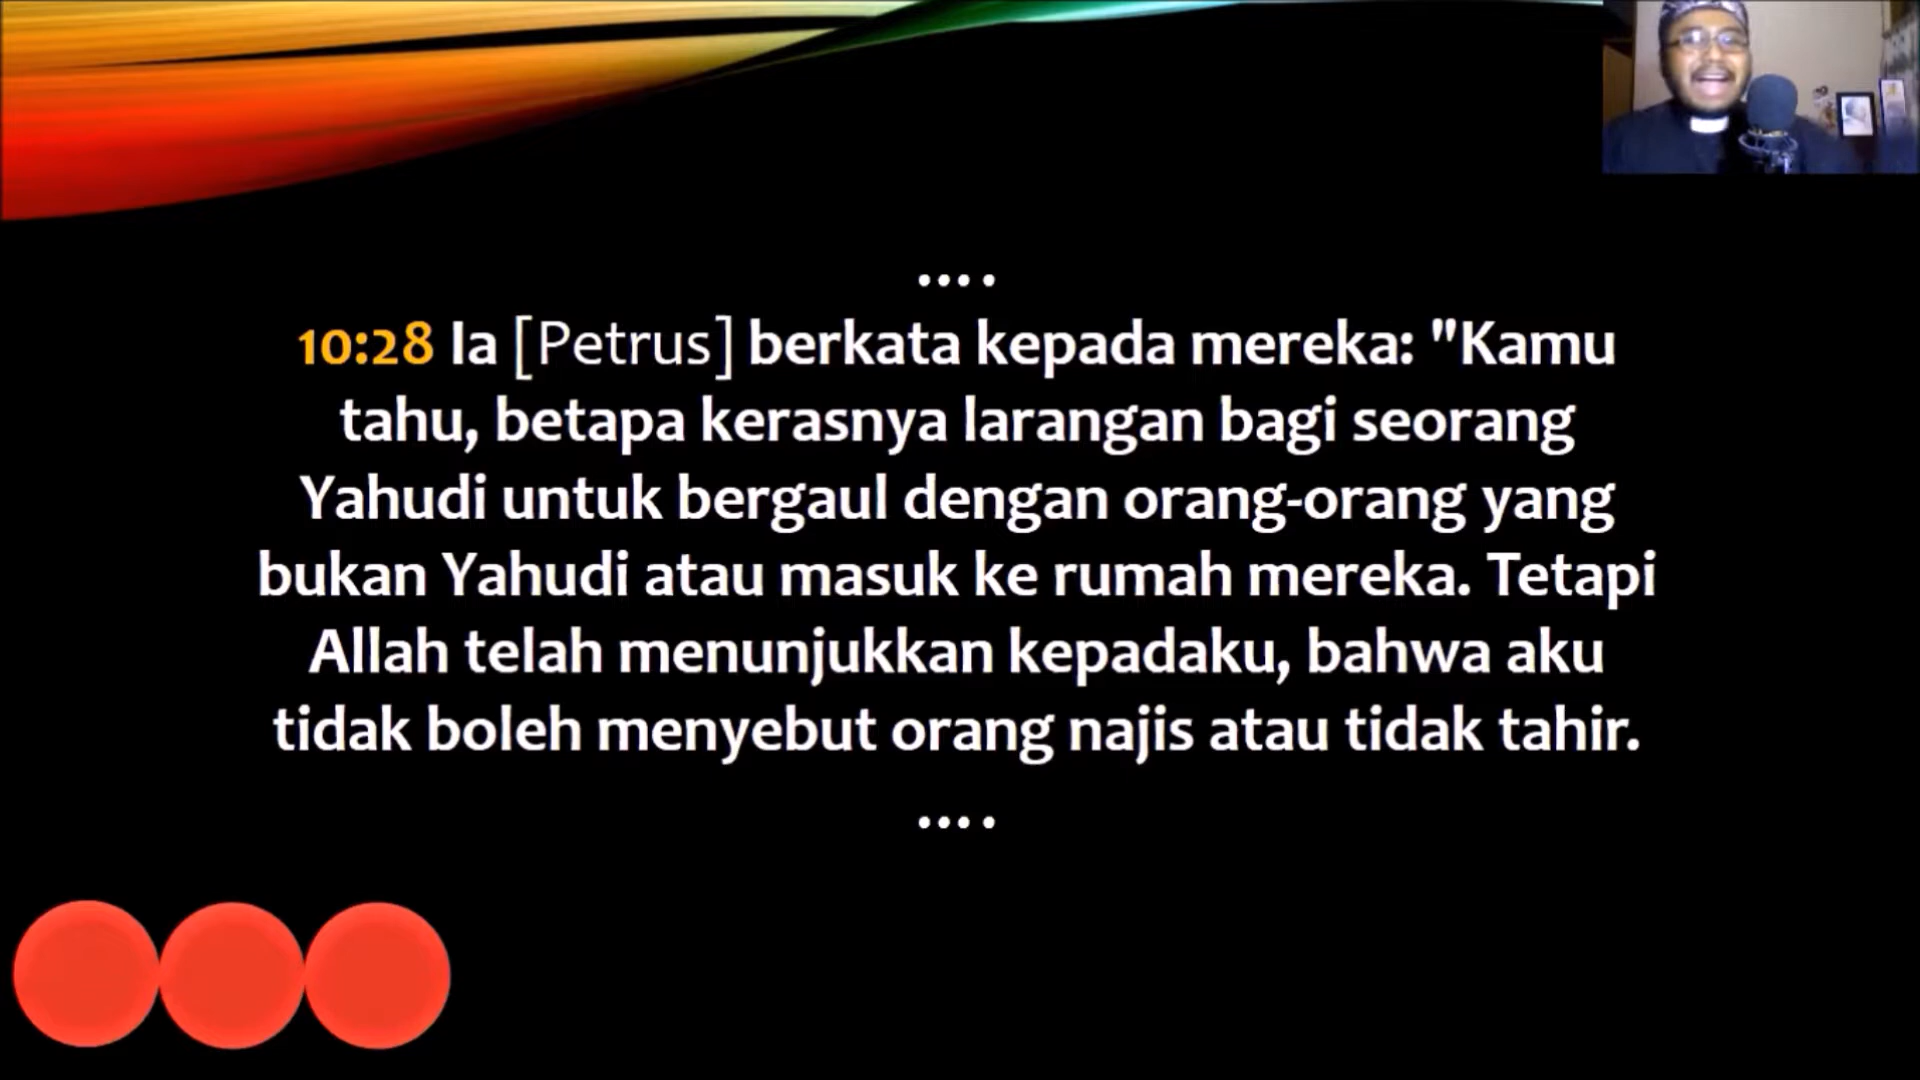 ....
10:28 Ia [Petrus] berkata kepada mereka: "Kamu
tahu, betapa kerasnya larangan bagi seorang
Yahudi untuk bergaul dengan orang-orang yang
bukan Yahudi atau masuk ke rumah mereka. Tetapi
Allah telah menunjukkan kepadaku, bahwa aku
tidak boleh menyebut orang najis atau tidak tahir.
....